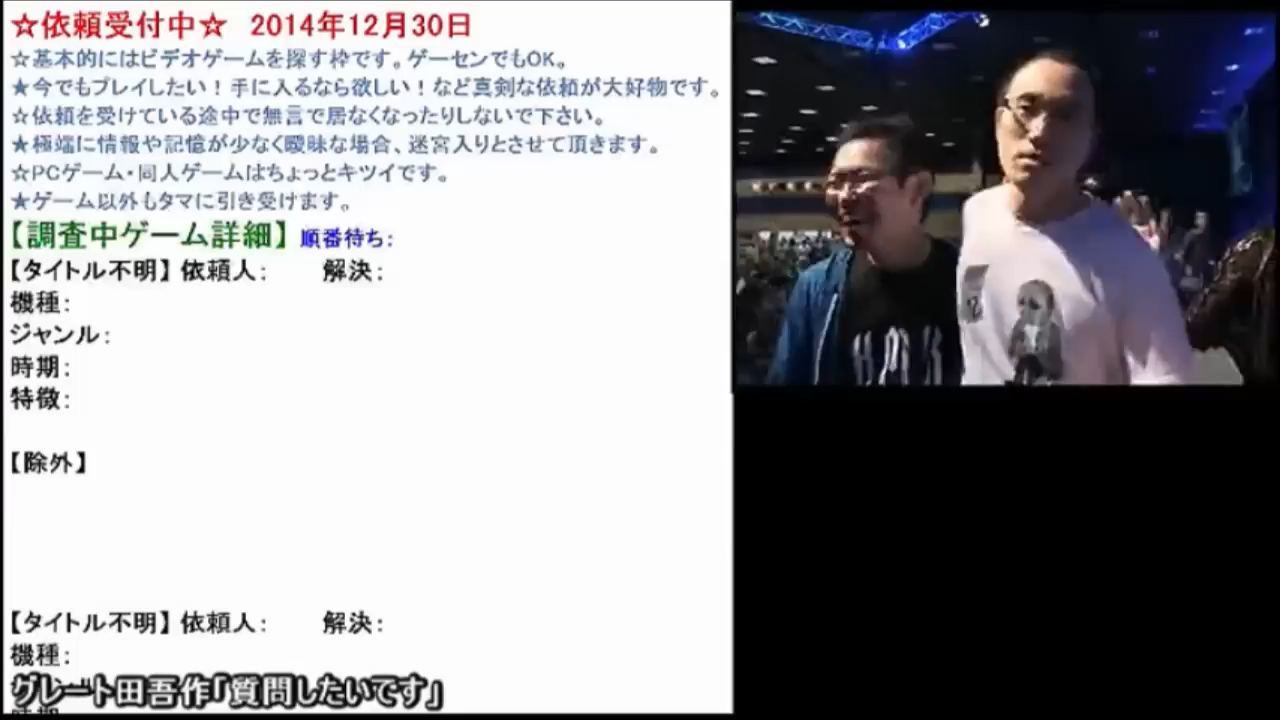 ☆依頼受付中☆ 2014年12月30日
☆基本的にはビデオゲームを探す枠です。ゲーセンでもOK。
★今でもプレイしたい！手に入るなら欲しい！など真剣な依頼が大好物です。
☆依頼を受けている途中で無言で居なくなったりしないで下さい。
★極端に情報や記憶が少なく曖昧な場合、迷宮入りとさせて頂きます。
☆PCゲーム・同人ゲームはちょっとキツイです。
★ゲーム以外もタマに引き受けます。
【調査中ゲーム詳細】 順番待ち：
【タイトル不明】 依頼人： 解決：
機種：
ジャンル：
時期：
特徴：
【除外】
【タイトル不明】 依頼人： 解決：
機種：
グレート田吾作「質問したいです」